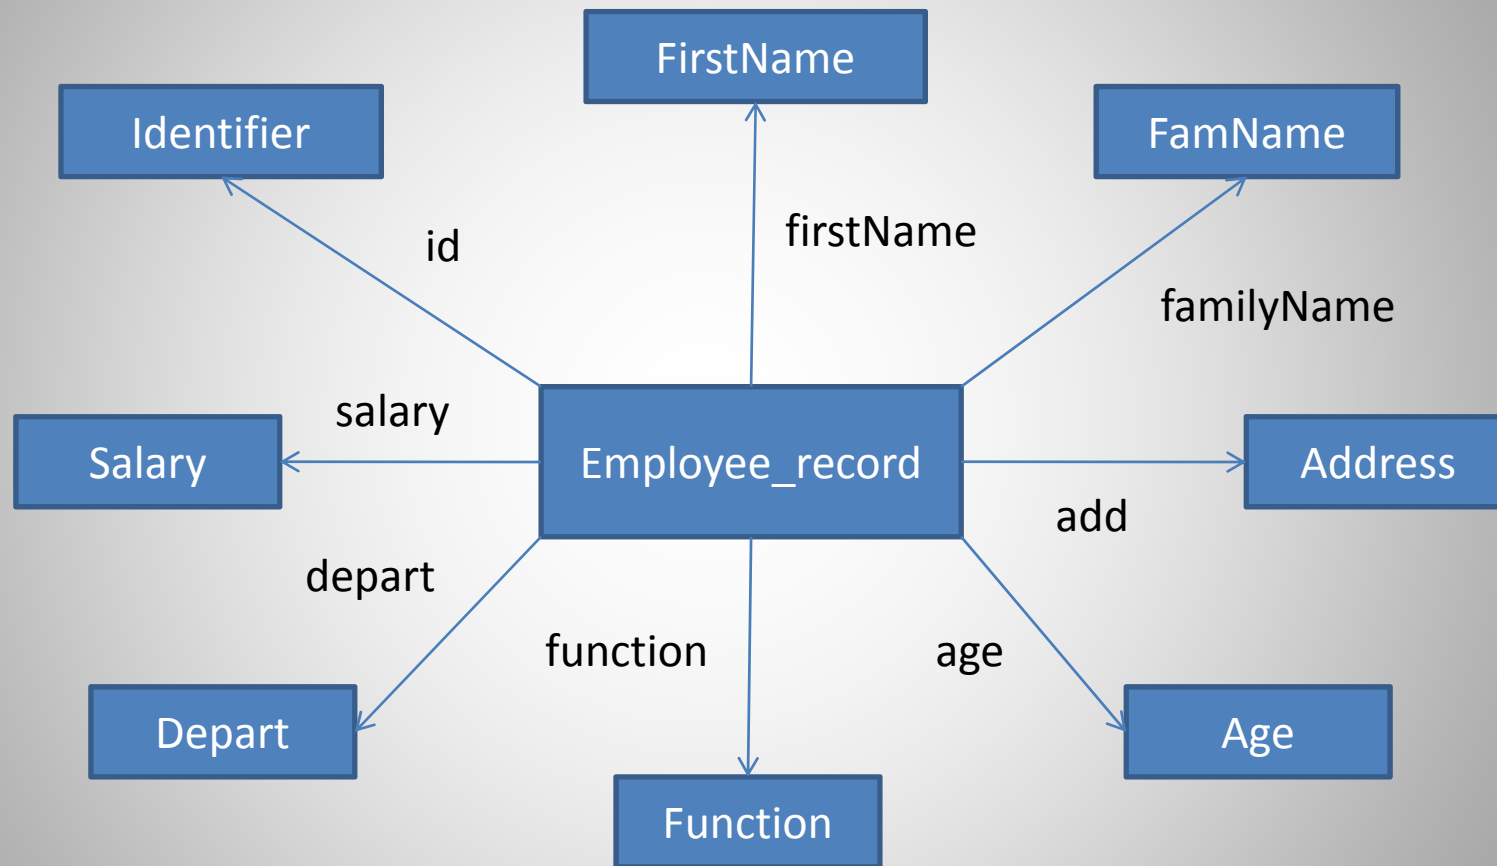 FirstName
Identifier
FamName
id
firstName
familyName
salary
Salary
Employee_record
Address
add
depart
function
age
Depart
Age
Function